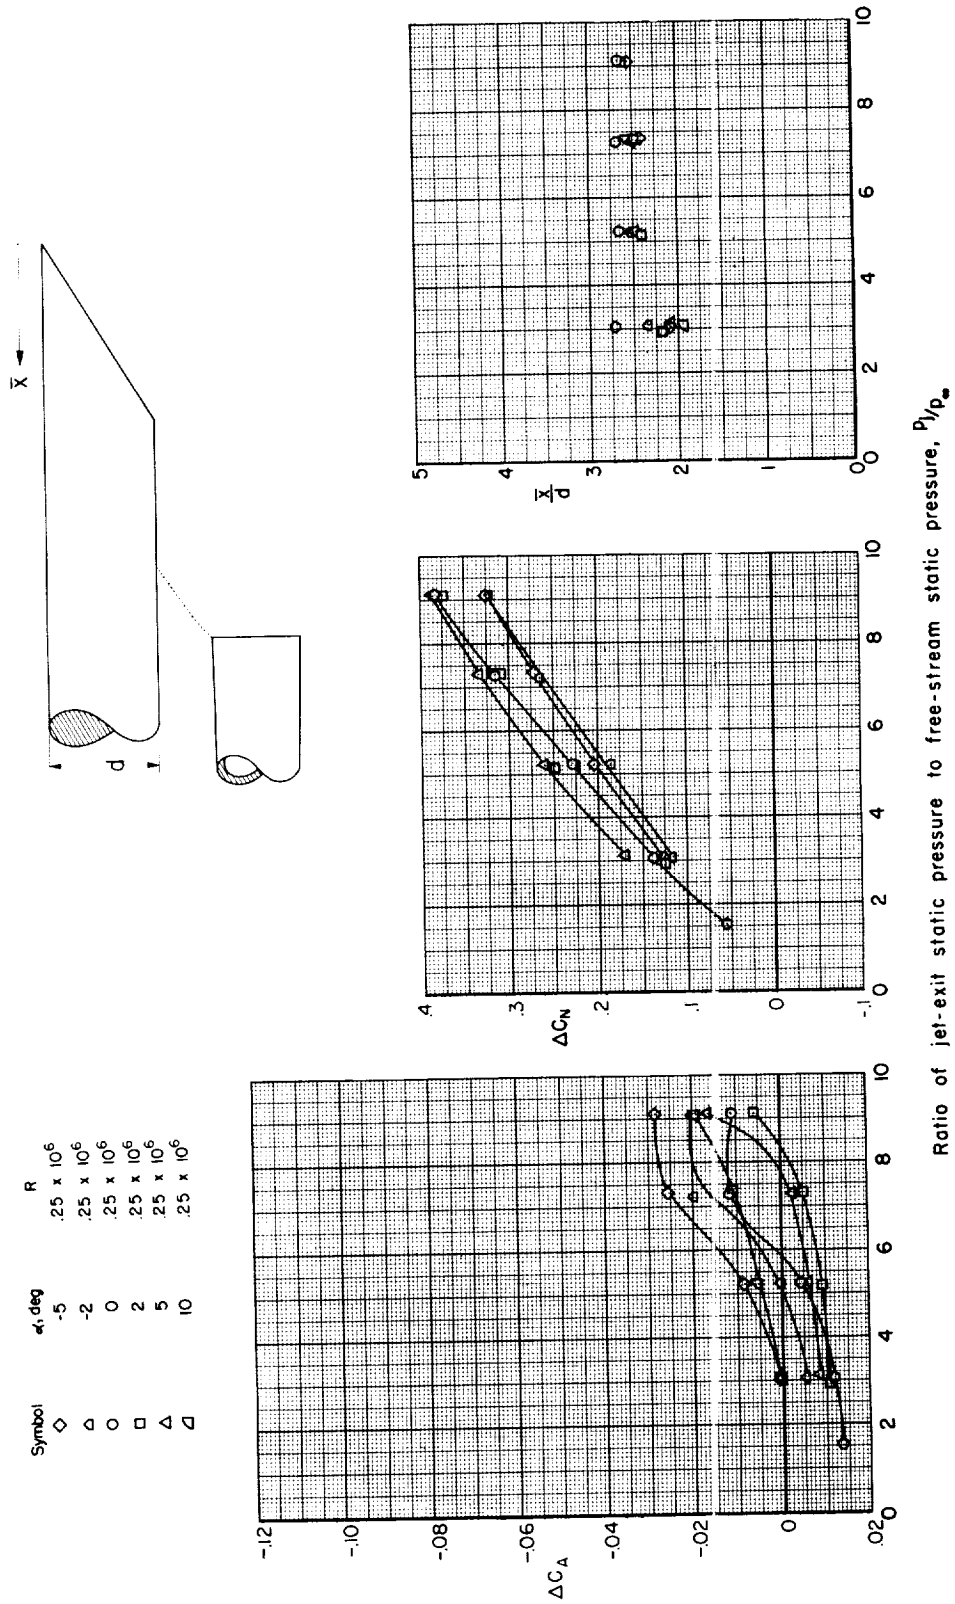 Symbol α, deg R
-5 .25 x 10⁶
-2 .25 x 10⁶
0 .25 x 10⁶
2 .25 x 10⁶
5 .25 x 10⁶
10 .25 x 10⁶
x̄
d
-.12
-.10
-.08
-.06
-.04
-.02
0
.02
ΔC_A
0 2 4 6 8 10
.4
.3
.2
.1
0
-.1
ΔC_N
0 2 4 6 8 10
5
4
3
2
1
0
x̄/d
0 2 4 6 8 10
Ratio of jet-exit static pressure to free-stream static pressure, p_j/p_∞